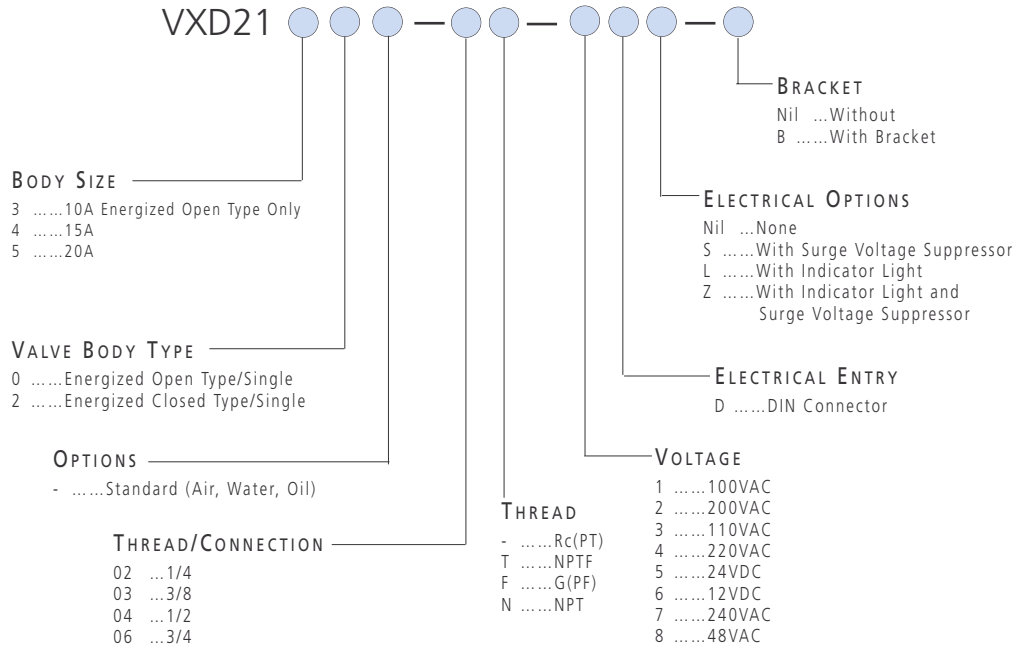 VXD21 — — —
BRACKET
Nil ...Without
B ......With Bracket
BODY SIZE
3 ......10A Energized Open Type Only
4 ......15A
5 ......20A
ELECTRICAL OPTIONS
Nil ...None
S ......With Surge Voltage Suppressor
L ......With Indicator Light
Z ......With Indicator Light and
Surge Voltage Suppressor
VALVE BODY TYPE
0 ......Energized Open Type/Single
2 ......Energized Closed Type/Single
ELECTRICAL ENTRY
D ......DIN Connector
OPTIONS
- ......Standard (Air, Water, Oil)
VOLTAGE
1 ......100VAC
2 ......200VAC
3 ......110VAC
4 ......220VAC
5 ......24VDC
6 ......12VDC
7 ......240VAC
8 ......48VAC
THREAD
- ......Rc(PT)
T ......NPTF
F ......G(PF)
N ......NPT
THREAD/CONNECTION
02 ...1/4
03 ...3/8
04 ...1/2
06 ...3/4